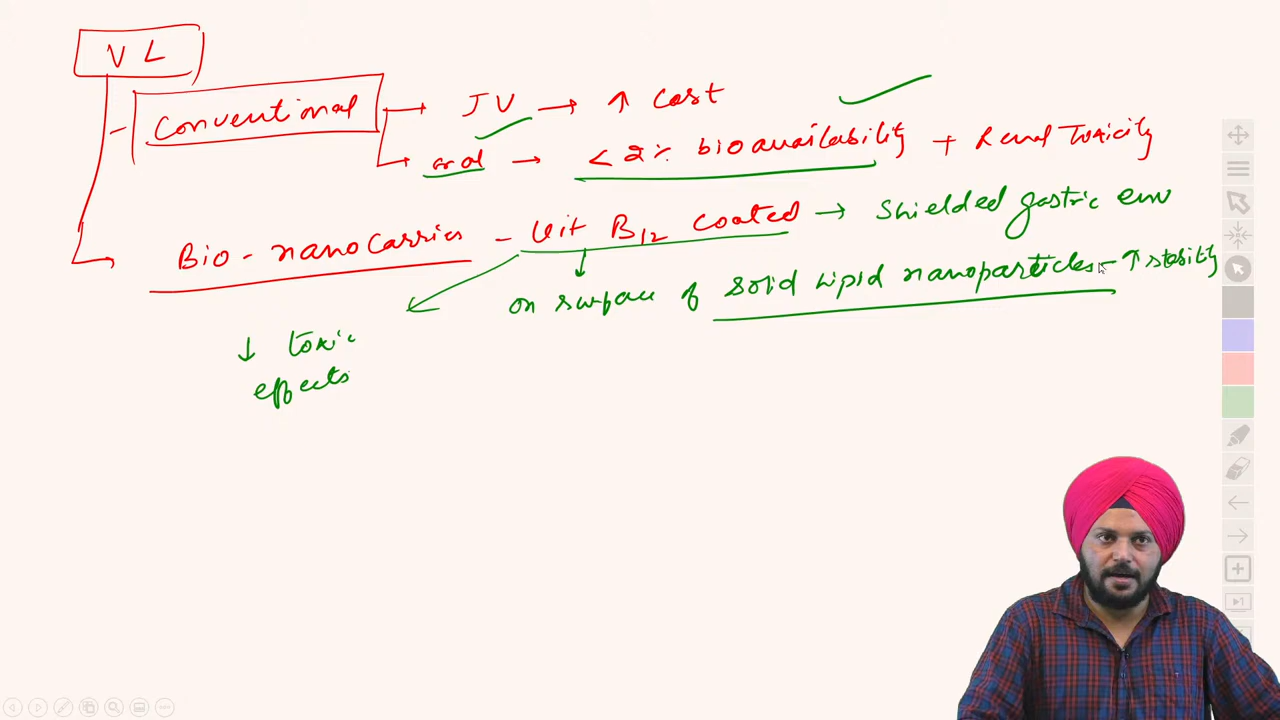 VL
Conventional → IV → ↑ Cost
→ oral → < 2% bioavailability + Renal Toxicity
Bio-nanocarrier - Vit B12 coated → Shielded gastric env
↓ on surface of solid lipid nanoparticles - ↑ stability
↓ toxic
effects